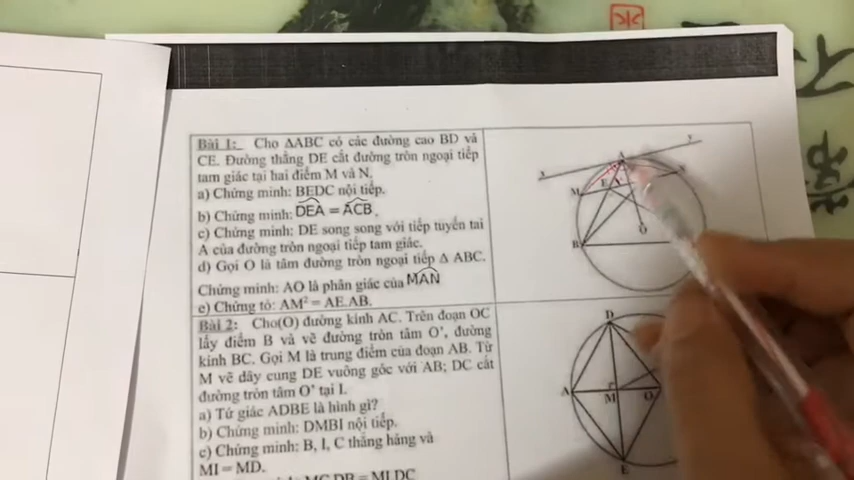 Bài 1: Cho ΔABC có các đường cao BD và
CE. Đường thẳng DE cắt đường tròn ngoại tiếp
tam giác tại hai điểm M và N.
a) Chứng minh: BEDC nội tiếp.
b) Chứng minh: DEA = ACB.
c) Chứng minh: DE song song với tiếp tuyến tai
A của đường tròn ngoại tiếp tam giác.
d) Gọi O là tâm đường tròn ngoại tiếp Δ ABC.
Chứng minh: AO là phân giác của MAN
e) Chứng tỏ: AM² = AE.AB.
Bài 2: Cho(O) đường kính AC. Trên đoạn OC
lấy điểm B và vẽ đường tròn tâm O', đường
kính BC. Gọi M là trung điểm của đoạn AB. Từ
M vẽ dây cung DE vuông góc với AB; DC cắt
đường tròn tâm O' tại I.
a) Tứ giác ADBE là hình gì?
b) Chứng minh: DMBI nội tiếp.
c) Chứng minh: B, I, C thẳng hàng và
MI = MD.
MC.DB = MI.DC
x
y
A
M
E
O
B
D
A
M
O
E